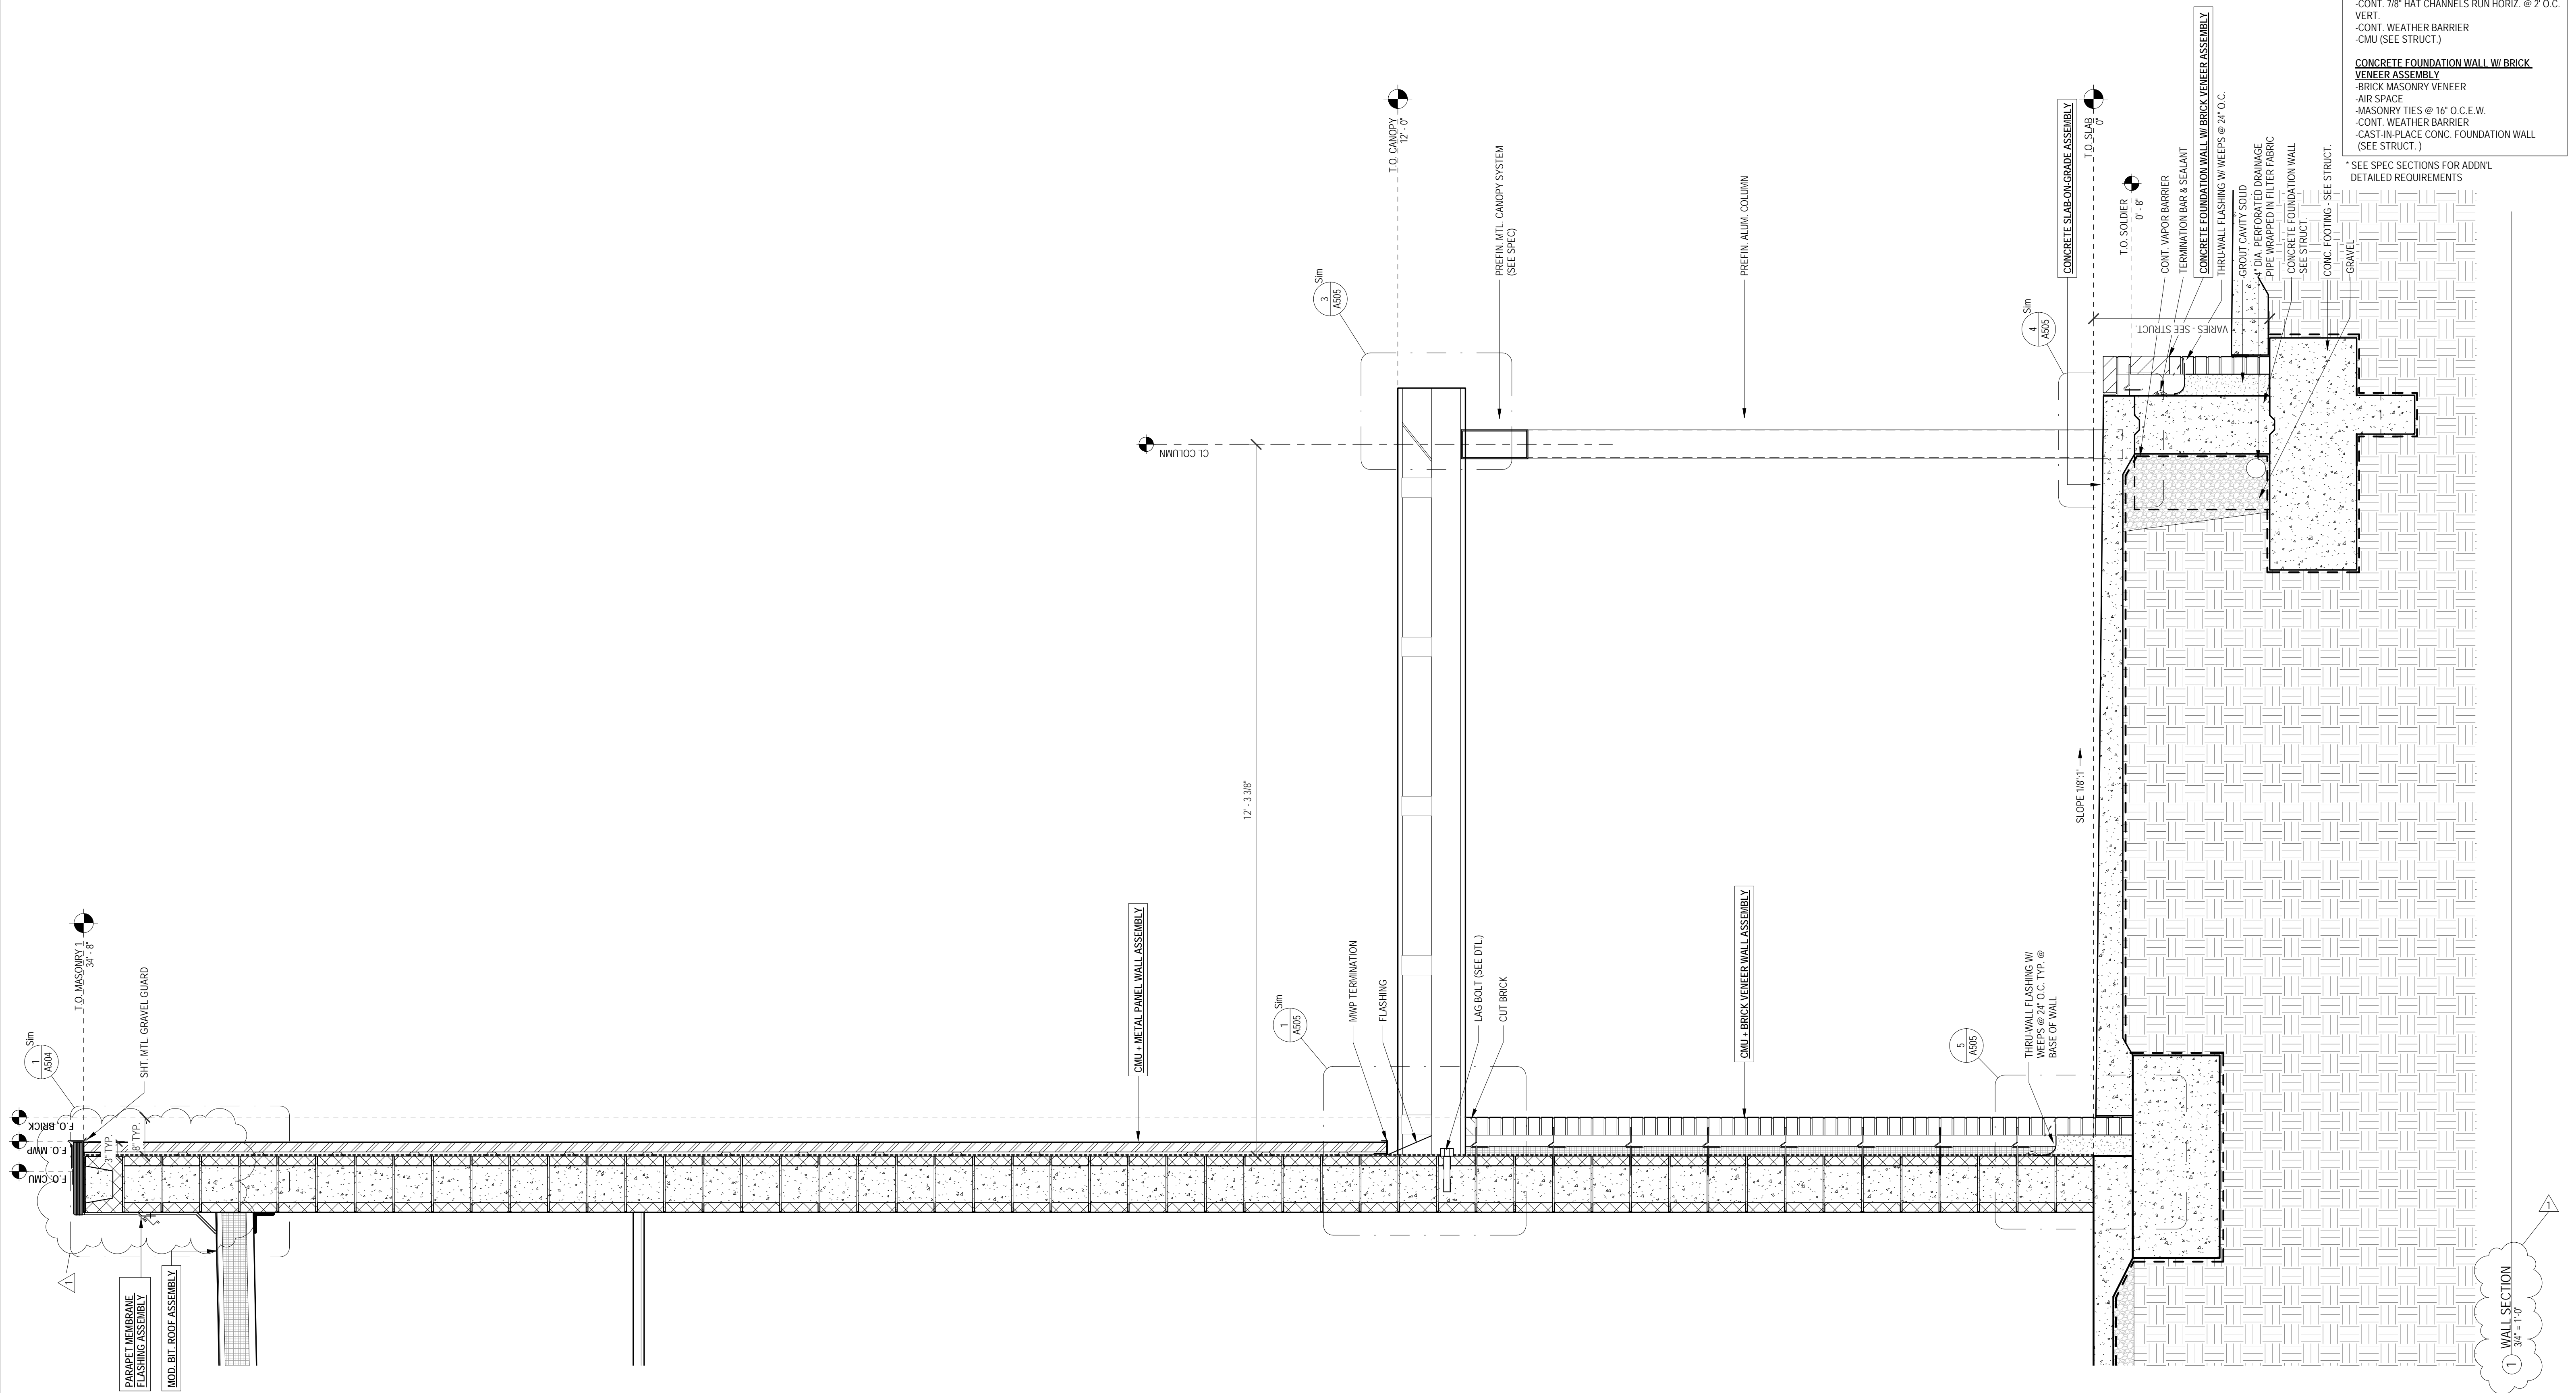 -CONT. 7/8" HAT CHANNELS RUN HORIZ. @ 2' O.C.
VERT.
-CONT. WEATHER BARRIER
-CMU (SEE STRUCT.)
CONCRETE FOUNDATION WALL W/ BRICK
VENEER ASSEMBLY
-BRICK MASONRY VENEER
-AIR SPACE
-MASONRY TIES @ 16" O.C.E.W.
-CONT. WEATHER BARRIER
-CAST-IN-PLACE CONC. FOUNDATION WALL
(SEE STRUCT. )
* SEE SPEC SECTIONS FOR ADDN'L
DETAILED REQUIREMENTS
T.O. MASONRY 1
34' - 8"
Sim
1
A504
SHT. MTL. GRAVEL GUARD
F.O. BRICK
F.O. MWP
F.O. CMU
3" TYP.
8" TYP.
1
PARAPET MEMBRANE
FLASHING ASSEMBLY
MOD. BIT. ROOF ASSEMBLY
CMU + METAL PANEL WALL ASSEMBLY
CL COLUMN
12' - 3 3/8"
Sim
1
A505
MWP TERMINATION
FLASHING
LAG BOLT (SEE DTL.)
CUT BRICK
T.O. CANOPY
12' - 0"
Sim
3
A505
PREFIN. MTL. CANOPY SYSTEM
(SEE SPEC)
PREFIN. ALUM. COLUMN
CMU + BRICK VENEER WALL ASSEMBLY
5
A505
THRU-WALL FLASHING W/
WEEPS @ 24" O.C. TYP. @
BASE OF WALL
SLOPE 1/8":1'
CONCRETE SLAB-ON-GRADE ASSEMBLY
T.O. SLAB
0"
Sim
4
A505
T.O. SOLDIER
0' - 8"
CONT. VAPOR BARRIER
TERMINATION BAR & SEALANT
CONCRETE FOUNDATION WALL W/ BRICK VENEER ASSEMBLY
THRU-WALL FLASHING W/ WEEPS @ 24" O.C.
GROUT CAVITY SOLID
4" DIA. PERFORATED DRAINAGE
PIPE WRAPPED IN FILTER FABRIC
CONCRETE FOUNDATION WALL
SEE STRUCT.
CONC. FOOTING - SEE STRUCT.
GRAVEL
VARIES - SEE STRUCT.
1
WALL SECTION
3/4" = 1'-0"
1